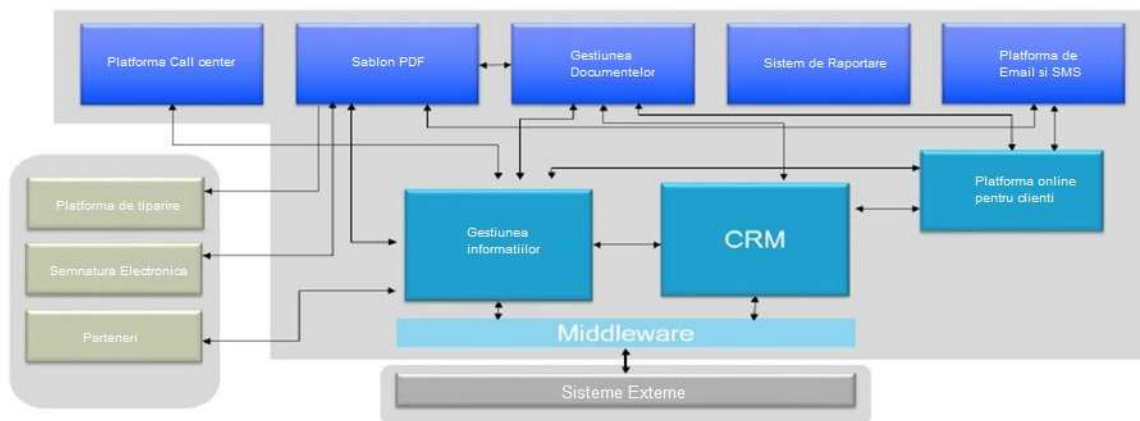 Platforma Call center
Sablon PDF
Gestiunea
Documentelor
Sistem de Raportare
Platforma de
Email si SMS
Platforma online
pentru clienti
Platforma de tiparire
Gestiunea
informatiilor
CRM
Semnatura Electronica
Parteneri
Middleware
Sisteme Externe